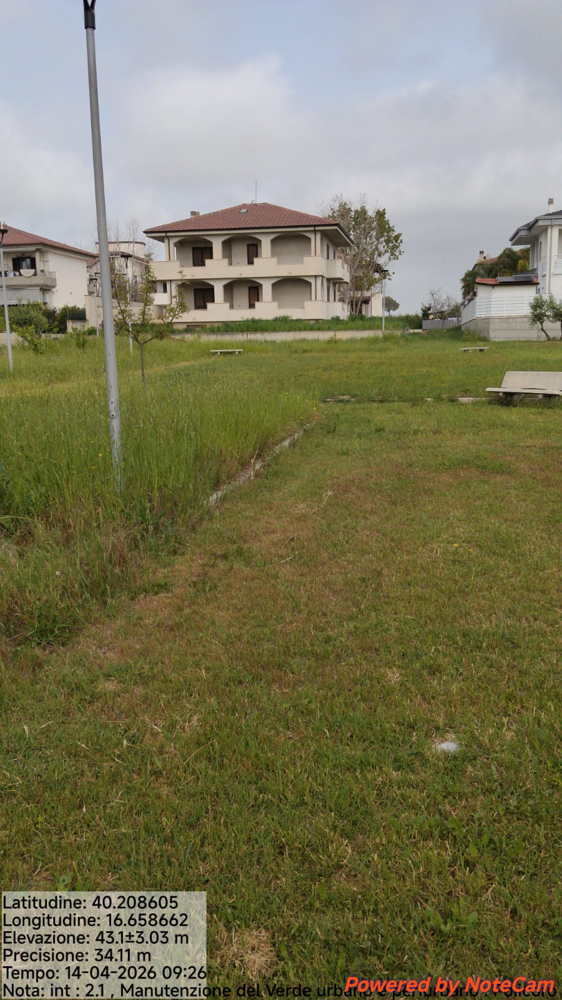 Latitudine: 40.208605
Longitudine: 16.658662
Elevazione: 43.1±3.03 m
Precisione: 34.11 m
Tempo: 14-04-2026 09:26
Nota: int : 2.1 , Manutenzione del Verde urbano e
Powered by NoteCam